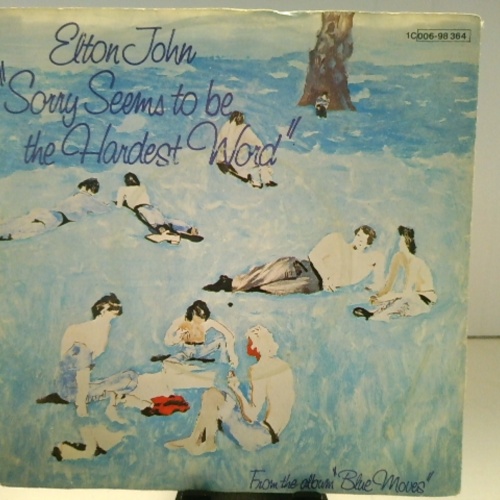 Elton John
1C006-98 364
"Sorry Seems to be
the Hardest Word"
From the album "Blue Moves"